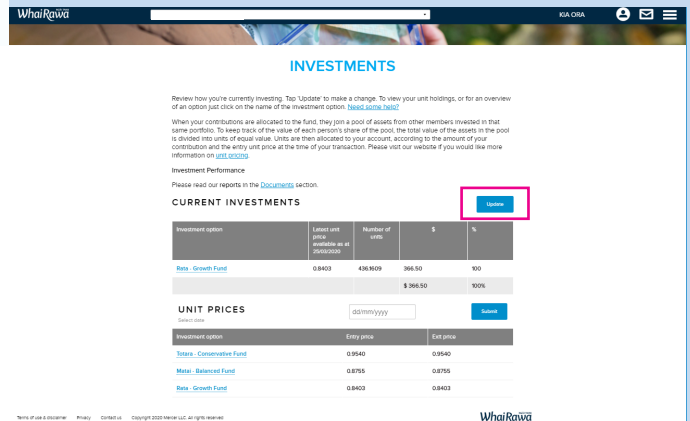 WhaiRawa
KIA ORA
INVESTMENTS
Review how you're currently investing. Tap 'Update' to make a change. To view your unit holdings, or for an overview
of an option just click on the name of the investment option. Need some help?
When your contributions are allocated to the fund, they join a pool of assets from other members invested in that
same portfolio. To keep track of the value of each person's share of the pool, the total value of the assets in the pool
is divided into units of equal value. Units are then allocated to your account, according to the amount of your
contribution and the entry unit price at the time of your transaction. Please visit our website if you would like more
information on unit pricing.
Investment Performance
Please read our reports in the Documents section.
CURRENT INVESTMENTS
Update
Investment option Latest unit price available as at 25/03/2020 Number of units $ %
Rata - Growth Fund 0.8403 436.1609 366.50 100
$ 366.50 100%
UNIT PRICES
Select date
dd/mm/yyyy
Submit
Investment option Entry price Exit price
Totara - Conservative Fund 0.9540 0.9540
Matai - Balanced Fund 0.8755 0.8755
Rata - Growth Fund 0.8403 0.8403
Terms of use & disclaimer Privacy Contact us Copyright 2020 Mercer LLC. All rights reserved
WhaiRawa